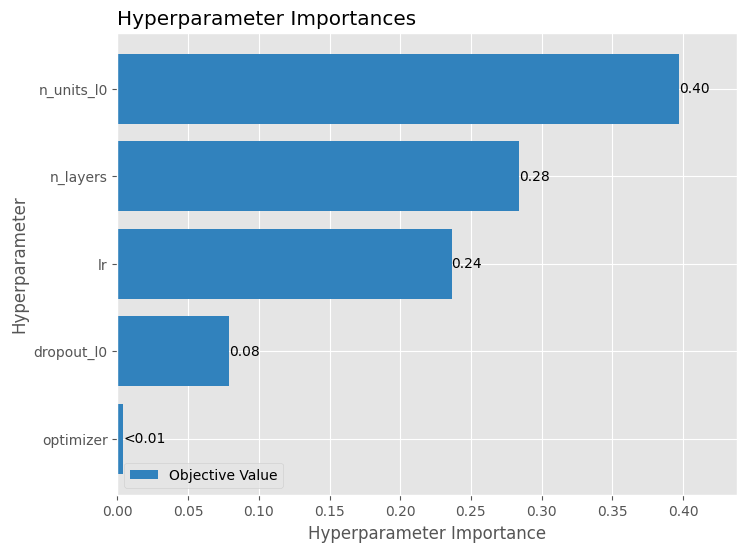 Hyperparameter Importances
Hyperparameter
n_units_l0
0.40
n_layers
0.28
lr
0.24
dropout_l0
0.08
optimizer
<0.01
Objective Value
0.00 0.05 0.10 0.15 0.20 0.25 0.30 0.35 0.40
Hyperparameter Importance